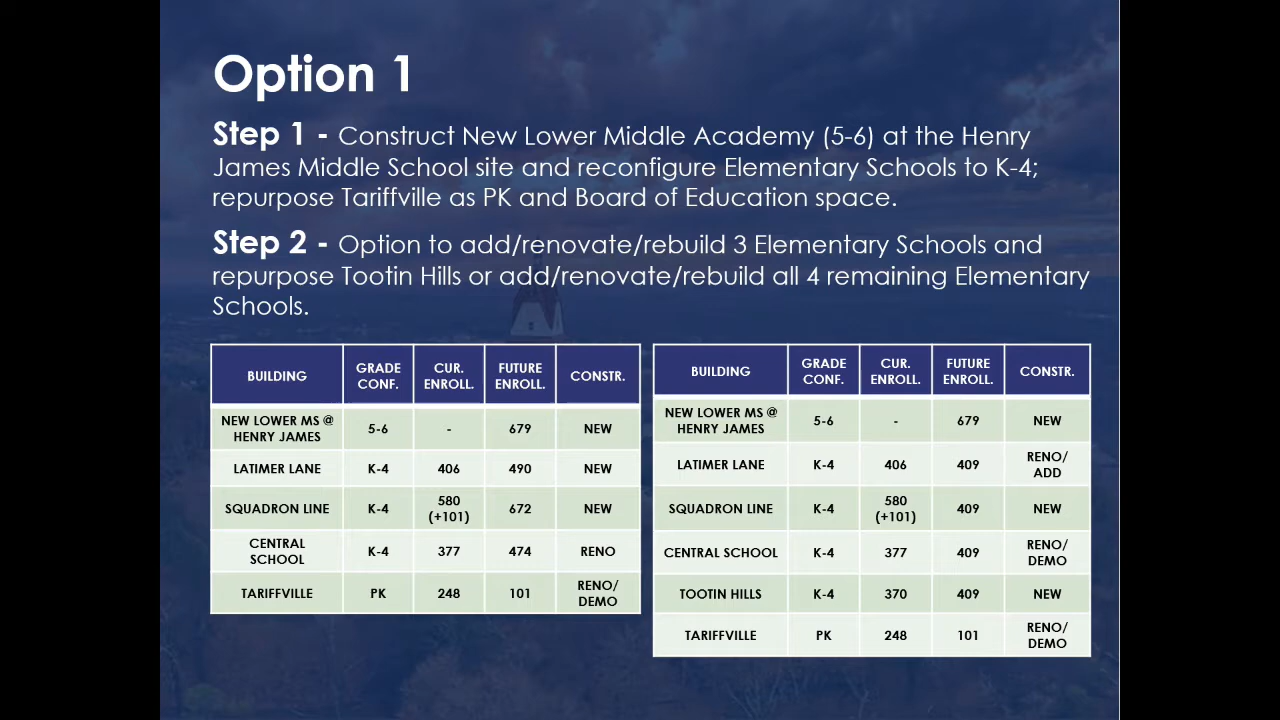 Option 1
Step 1 - Construct New Lower Middle Academy (5-6) at the Henry
James Middle School site and reconfigure Elementary Schools to K-4;
repurpose Tariffville as PK and Board of Education space.
Step 2 - Option to add/renovate/rebuild 3 Elementary Schools and
repurpose Tootin Hills or add/renovate/rebuild all 4 remaining Elementary
Schools.
BUILDING GRADE CONF. CUR. ENROLL. FUTURE ENROLL. CONSTR.
NEW LOWER MS @ HENRY JAMES 5-6 - 679 NEW
LATIMER LANE K-4 406 490 NEW
SQUADRON LINE K-4 580 (+101) 672 NEW
CENTRAL SCHOOL K-4 377 474 RENO
TARIFFVILLE PK 248 101 RENO/ DEMO
BUILDING GRADE CONF. CUR. ENROLL. FUTURE ENROLL. CONSTR.
NEW LOWER MS @ HENRY JAMES 5-6 - 679 NEW
LATIMER LANE K-4 406 409 RENO/ ADD
SQUADRON LINE K-4 580 (+101) 409 NEW
CENTRAL SCHOOL K-4 377 409 RENO/ DEMO
TOOTIN HILLS K-4 370 409 NEW
TARIFFVILLE PK 248 101 RENO/ DEMO